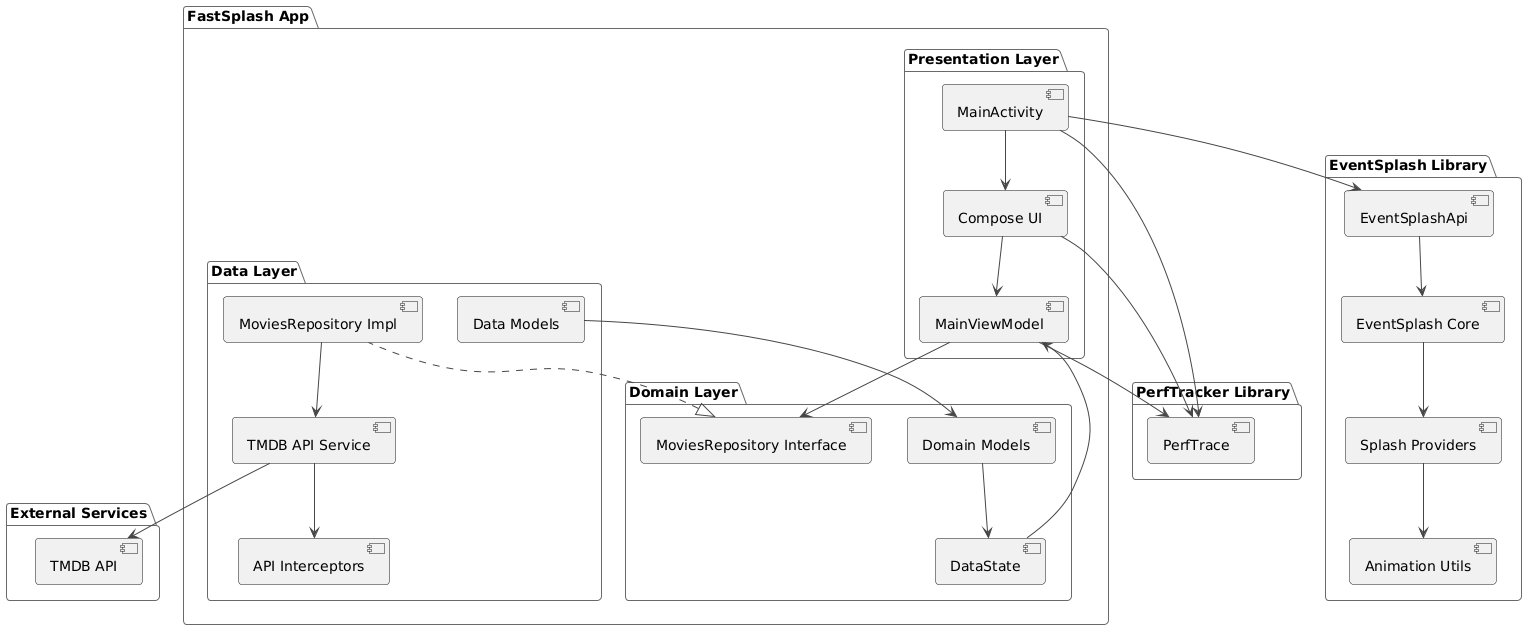 FastSplash App
Presentation Layer
MainActivity
Compose UI
MainViewModel
Data Layer
MoviesRepository Impl
Data Models
TMDB API Service
API Interceptors
Domain Layer
MoviesRepository Interface
Domain Models
DataState
PerfTracker Library
PerfTrace
EventSplash Library
EventSplashApi
EventSplash Core
Splash Providers
Animation Utils
External Services
TMDB API